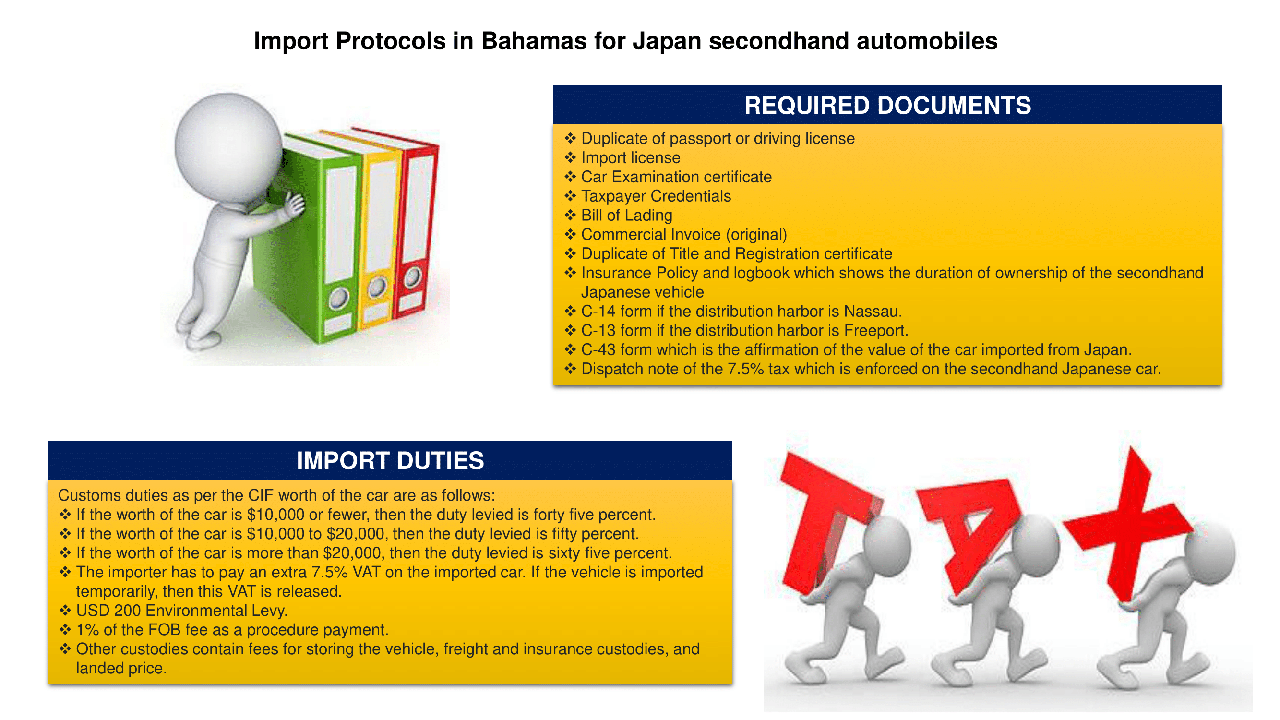 Import Protocols in Bahamas for Japan secondhand automobiles
REQUIRED DOCUMENTS
❖ Duplicate of passport or driving license
❖ Import license
❖ Car Examination certificate
❖ Taxpayer Credentials
❖ Bill of Lading
❖ Commercial Invoice (original)
❖ Duplicate of Title and Registration certificate
❖ Insurance Policy and logbook which shows the duration of ownership of the secondhand
Japanese vehicle
❖ C-14 form if the distribution harbor is Nassau.
❖ C-13 form if the distribution harbor is Freeport.
❖ C-43 form which is the affirmation of the value of the car imported from Japan.
❖ Dispatch note of the 7.5% tax which is enforced on the secondhand Japanese car.
IMPORT DUTIES
Customs duties as per the CIF worth of the car are as follows:
❖ If the worth of the car is $10,000 or fewer, then the duty levied is forty five percent.
❖ If the worth of the car is $10,000 to $20,000, then the duty levied is fifty percent.
❖ If the worth of the car is more than $20,000, then the duty levied is sixty five percent.
❖ The importer has to pay an extra 7.5% VAT on the imported car. If the vehicle is imported
temporarily, then this VAT is released.
❖ USD 200 Environmental Levy.
❖ 1% of the FOB fee as a procedure payment.
❖ Other custodies contain fees for storing the vehicle, freight and insurance custodies, and
landed price.
TAX